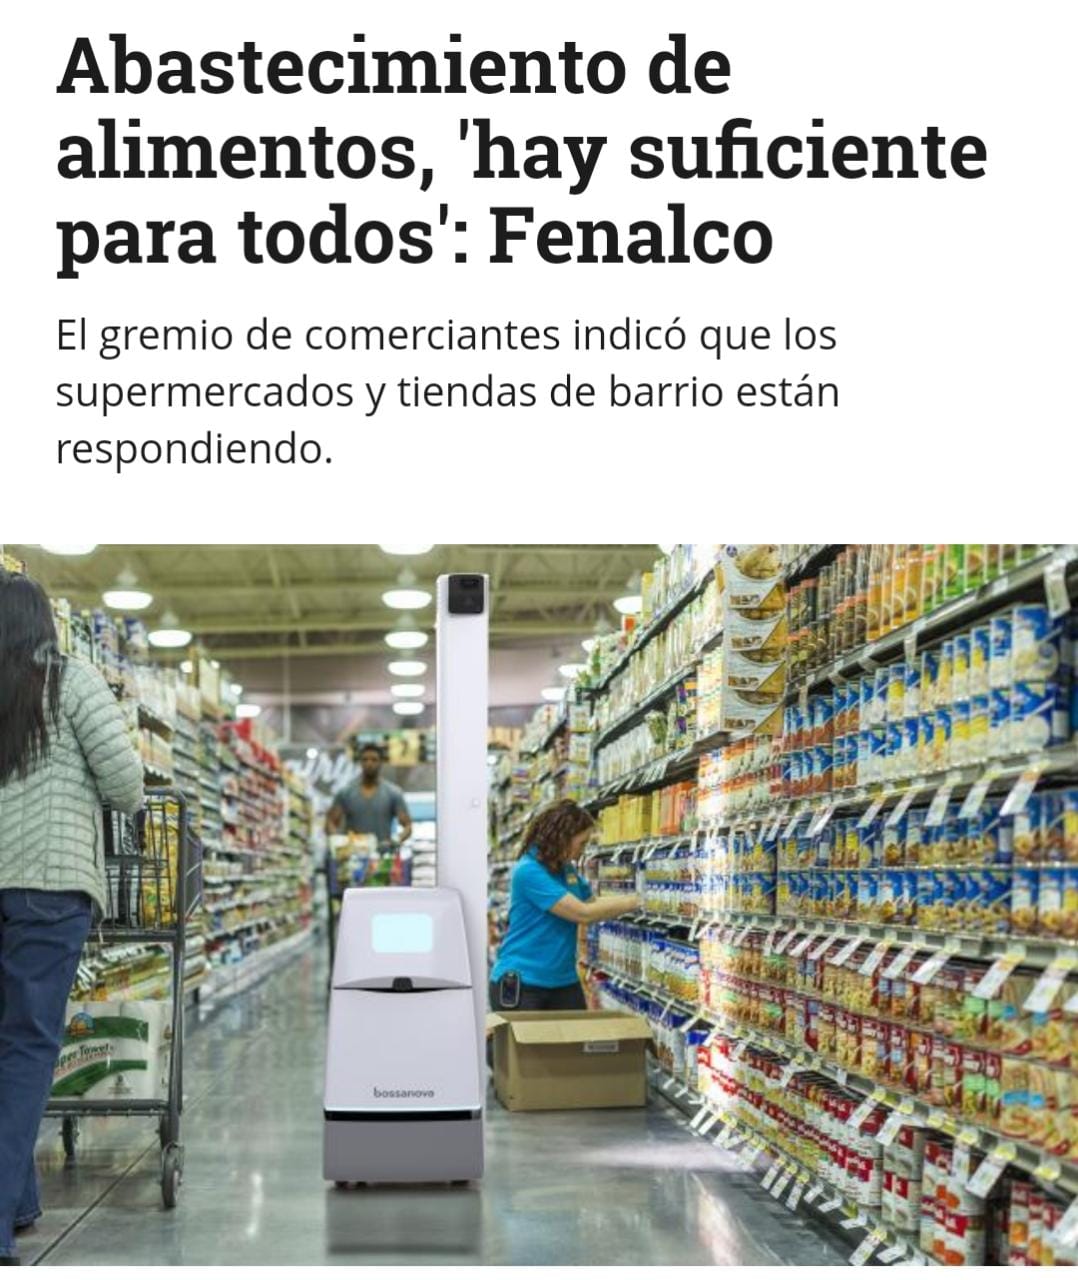 Abastecimiento de
alimentos, 'hay suficiente
para todos': Fenalco
El gremio de comerciantes indicó que los
supermercados y tiendas de barrio están
respondiendo.
bossanova